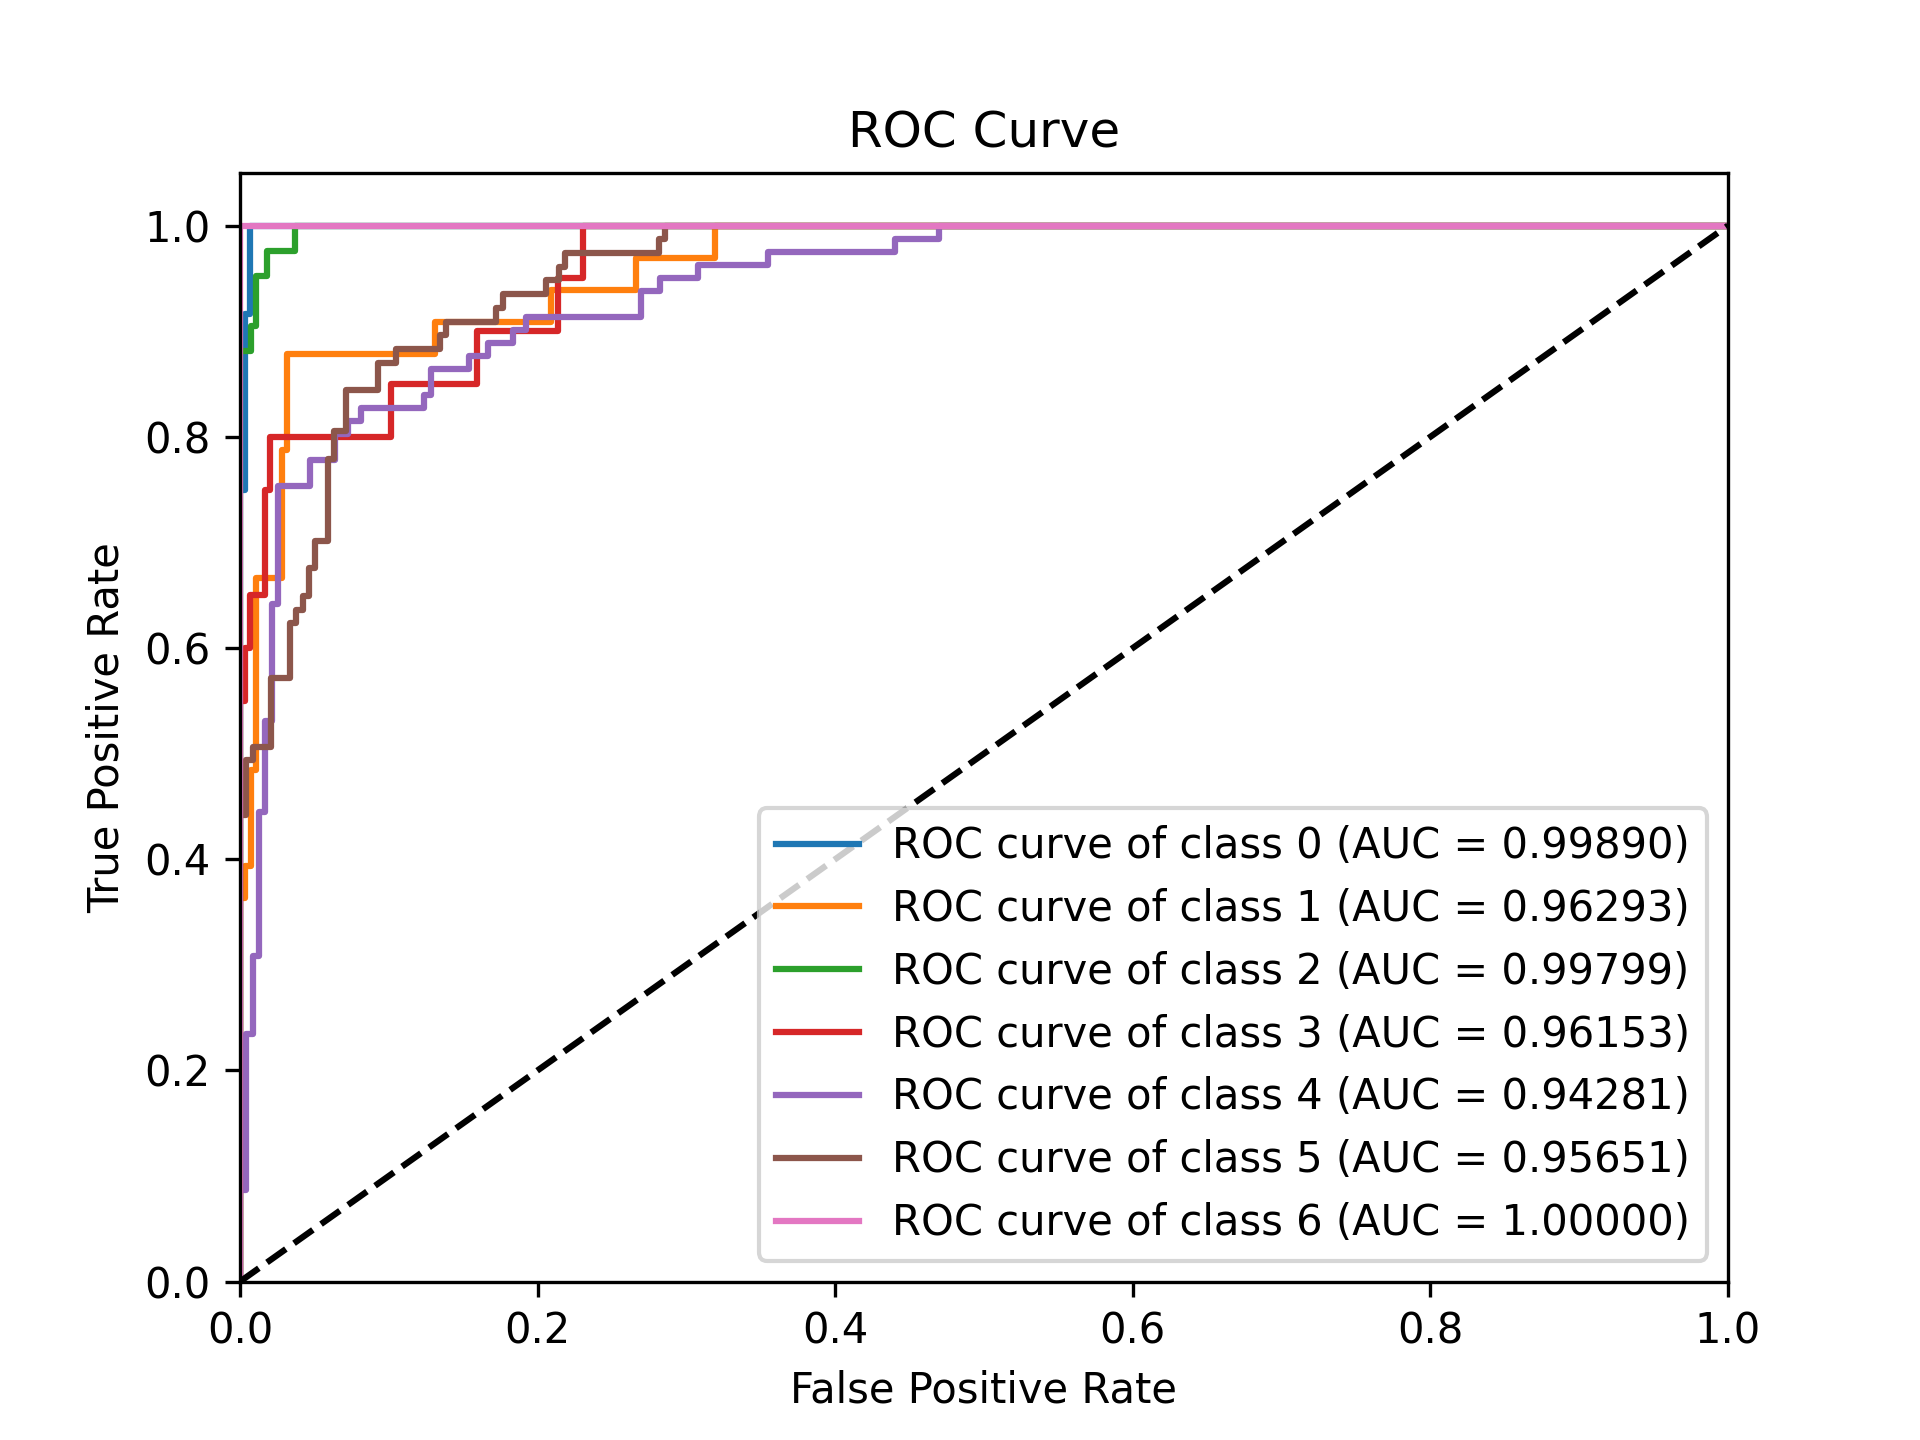 ROC Curve
1.0
0.8
0.6
0.4
0.2
0.0
True Positive Rate
ROC curve of class 0 (AUC = 0.99890)
ROC curve of class 1 (AUC = 0.96293)
ROC curve of class 2 (AUC = 0.99799)
ROC curve of class 3 (AUC = 0.96153)
ROC curve of class 4 (AUC = 0.94281)
ROC curve of class 5 (AUC = 0.95651)
ROC curve of class 6 (AUC = 1.00000)
0.0 0.2 0.4 0.6 0.8 1.0
False Positive Rate